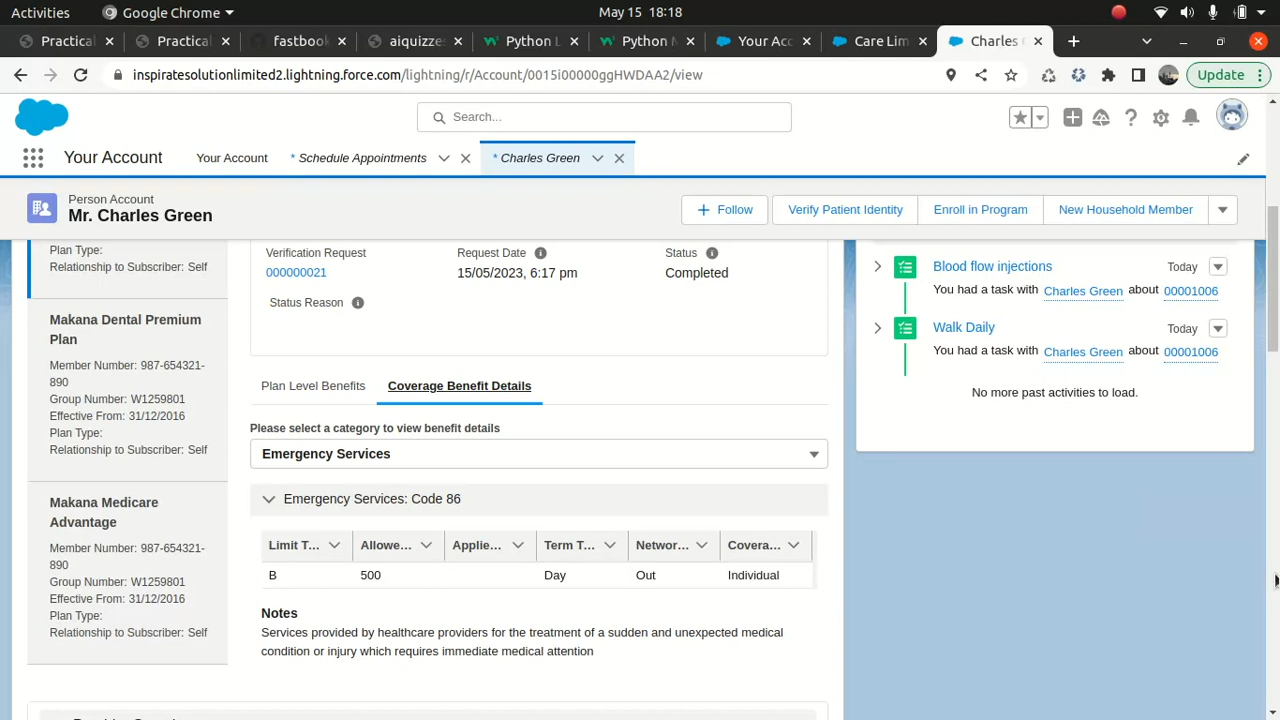 Activities Google Chrome May 15 18:18
Practical Practical fastbook aiquizzes Python Python Your Acc Care Lim Charles
inspiratesolutionlimited2.lightning.force.com/lightning/r/Account/0015i00000ggHWDAA2/view Update
Search...
Your Account Your Account * Schedule Appointments * Charles Green
Person Account
Mr. Charles Green
Follow Verify Patient Identity Enroll in Program New Household Member
Plan Type:
Relationship to Subscriber: Self
Makana Dental Premium
Plan
Member Number: 987-654321-
890
Group Number: W1259801
Effective From: 31/12/2016
Plan Type:
Relationship to Subscriber: Self
Makana Medicare
Advantage
Member Number: 987-654321-
890
Group Number: W1259801
Effective From: 31/12/2016
Plan Type:
Relationship to Subscriber: Self
Verification Request Request Date Status
000000021 15/05/2023, 6:17 pm Completed
Status Reason
Plan Level Benefits Coverage Benefit Details
Please select a category to view benefit details
Emergency Services
Emergency Services: Code 86
Limit T... Allowe... Applie... Term T... Networ... Covera...
B 500 Day Out Individual
Notes
Services provided by healthcare providers for the treatment of a sudden and unexpected medical
condition or injury which requires immediate medical attention
Blood flow injections Today
You had a task with Charles Green about 00001006
Walk Daily Today
You had a task with Charles Green about 00001006
No more past activities to load.